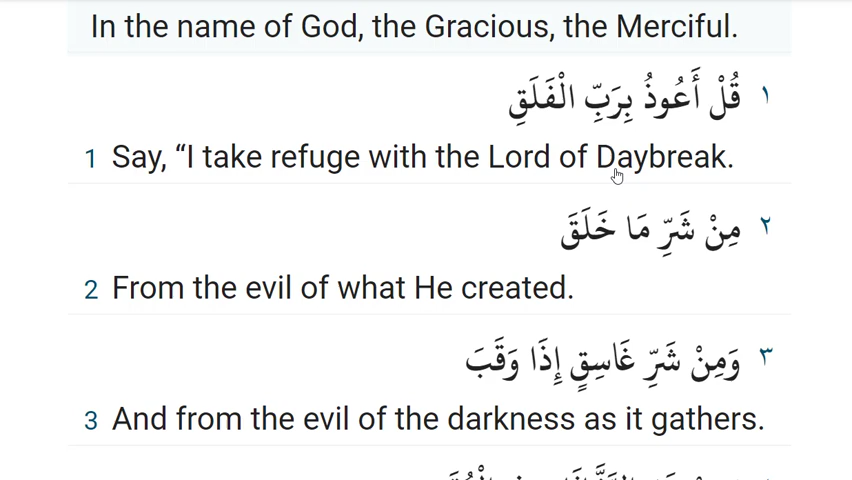 In the name of God, the Gracious, the Merciful.
١ قُلْ أَعُوذُ بِرَبِّ الْفَلَقِ
1 Say, “I take refuge with the Lord of Daybreak.
٢ مِنْ شَرِّ مَا خَلَقَ
2 From the evil of what He created.
٣ وَمِنْ شَرِّ غَاسِقٍ إِذَا وَقَبَ
3 And from the evil of the darkness as it gathers.